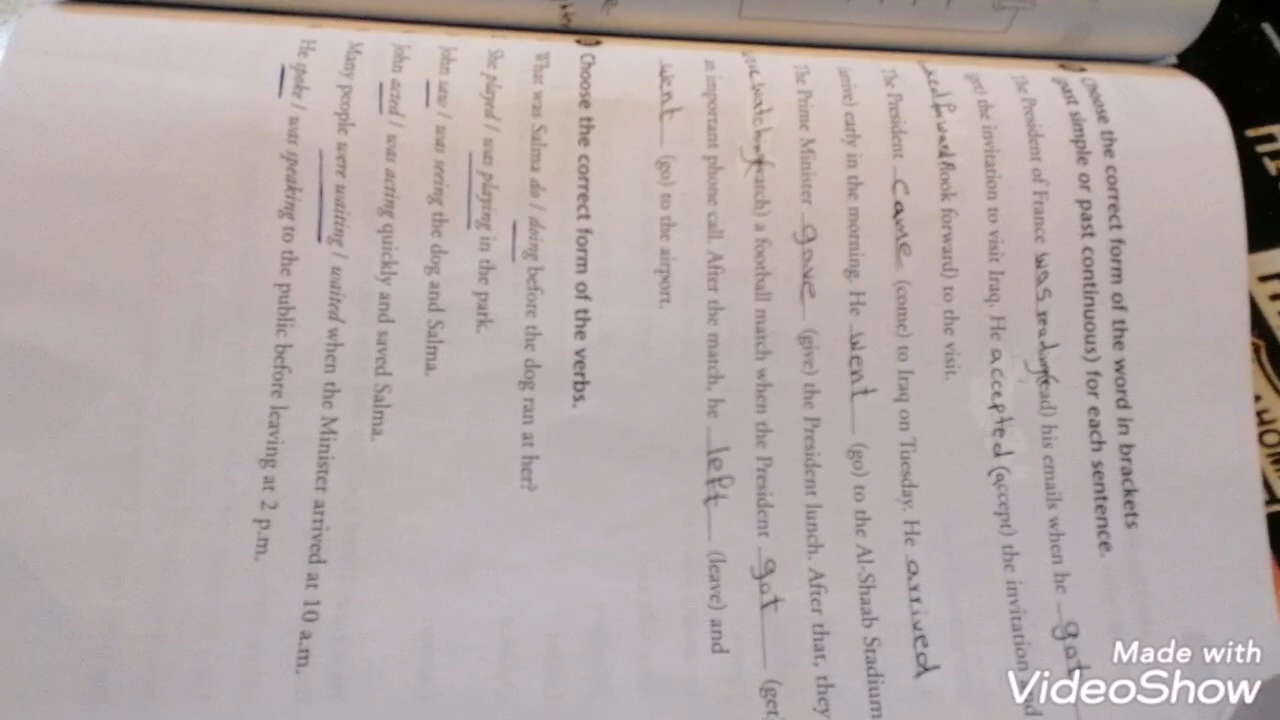 Choose the correct form of the word in brackets
past simple or past continuous) for each sentence.
The President of France was reading (read) his emails when he got
get) the invitation to visit Iraq. He accepted (accept) the invitation
forward (look forward) to the visit.
The President came (come) to Iraq on Tuesday. He arrived
arrive) early in the morning. He went (go) to the Al-Shaab Stadium
The Prime Minister gave (give) the President lunch. After that, they
watching (watch) a football match when the President got (get)
an important phone call. After the match, he left (leave) and
went (go) to the airport.
Choose the correct form of the verbs.
What was Salma do / doing before the dog ran at her?
She played / was playing in the park.
John saw / was seeing the dog and Salma.
John acted / was acting quickly and saved Salma.
Many people were waiting / waited when the Minister arrived at 10 a.m.
He spoke / was speaking to the public before leaving at 2 p.m.
Made with
VideoShow